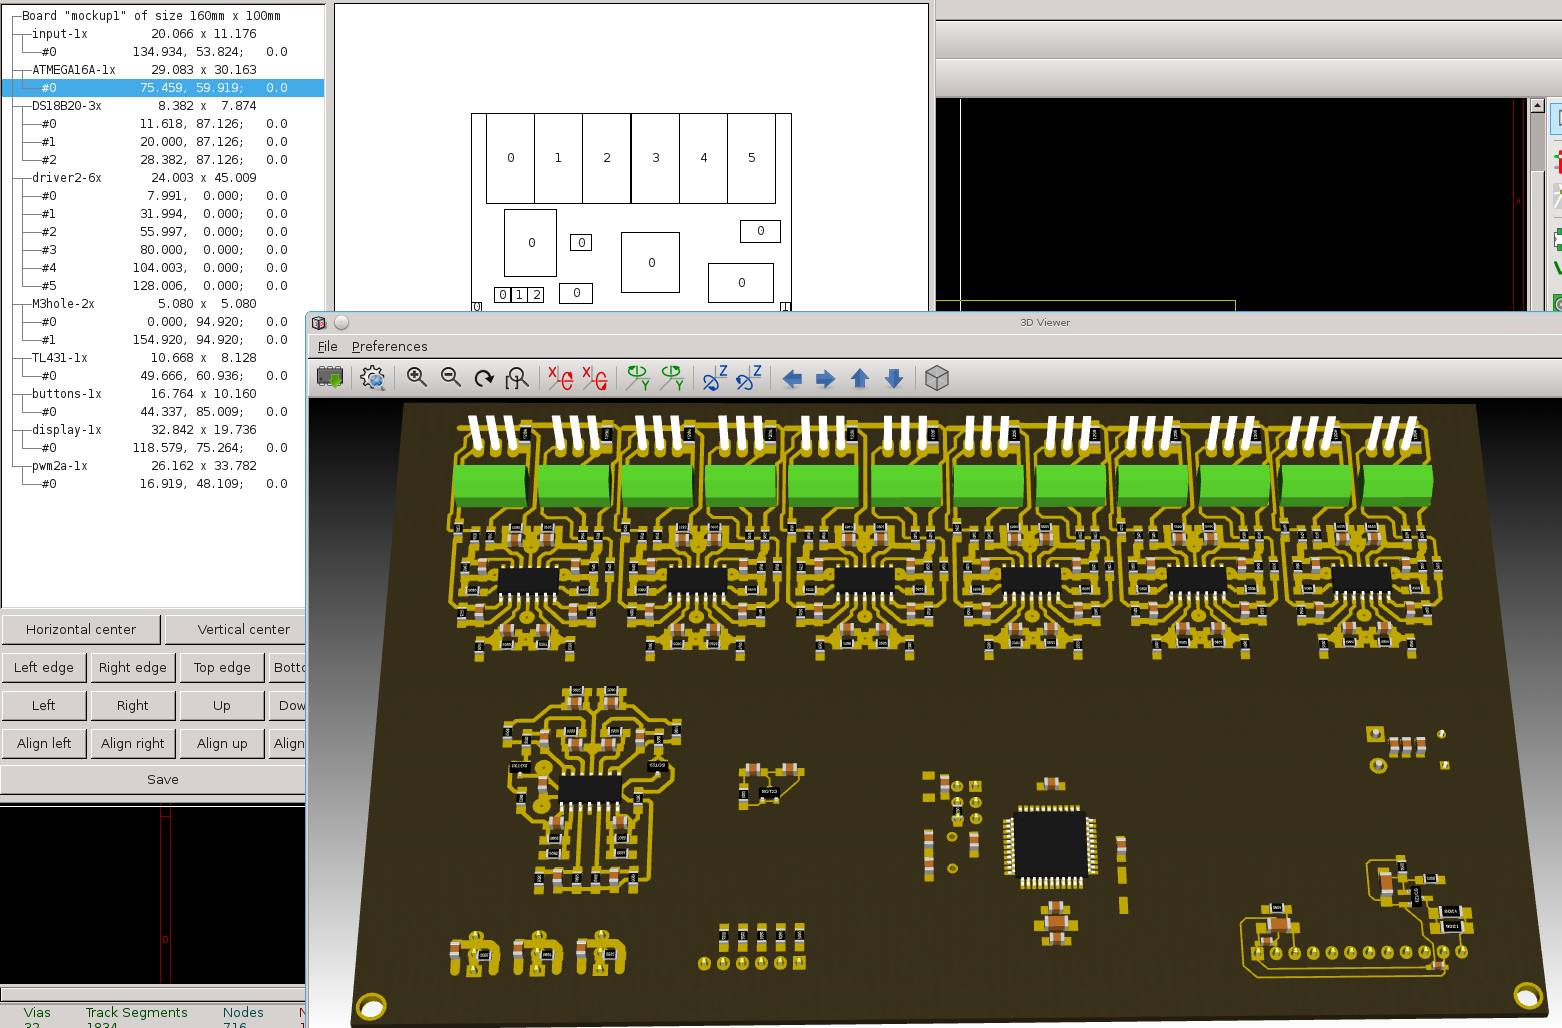 Board "mockup1" of size 160mm x 100mm
input-1x 20.066 x 11.176
#0 134.934, 53.824; 0.0
ATMEGA16A-1x 29.083 x 30.163
#0 75.459, 59.919; 0.0
DS18B20-3x 8.382 x 7.874
#0 11.618, 87.126; 0.0
#1 20.000, 87.126; 0.0
#2 28.382, 87.126; 0.0
driver2-6x 24.003 x 45.009
#0 7.991, 0.000; 0.0
#1 31.994, 0.000; 0.0
#2 55.997, 0.000; 0.0
#3 80.000, 0.000; 0.0
#4 104.003, 0.000; 0.0
#5 128.006, 0.000; 0.0
M3hole-2x 5.080 x 5.080
#0 0.000, 94.920; 0.0
#1 154.920, 94.920; 0.0
TL431-1x 10.668 x 8.128
#0 49.666, 60.936; 0.0
buttons-1x 16.764 x 10.160
#0 44.337, 85.009; 0.0
display-1x 32.842 x 19.736
#0 118.579, 75.264; 0.0
pwm2a-1x 26.162 x 33.782
#0 16.919, 48.109; 0.0
Horizontal center Vertical center
Left edge Right edge Top edge Botto
Left Right Up Dow
Align left Align right Align up Align
Save
D
Vias Track Segments Nodes N
32 1834 716
0 1 2 3 4 5
0 0 0 0
0
0 1 2 0
0 1
A
3D Viewer
File Preferences
X X Y Y Z Z
SOT23